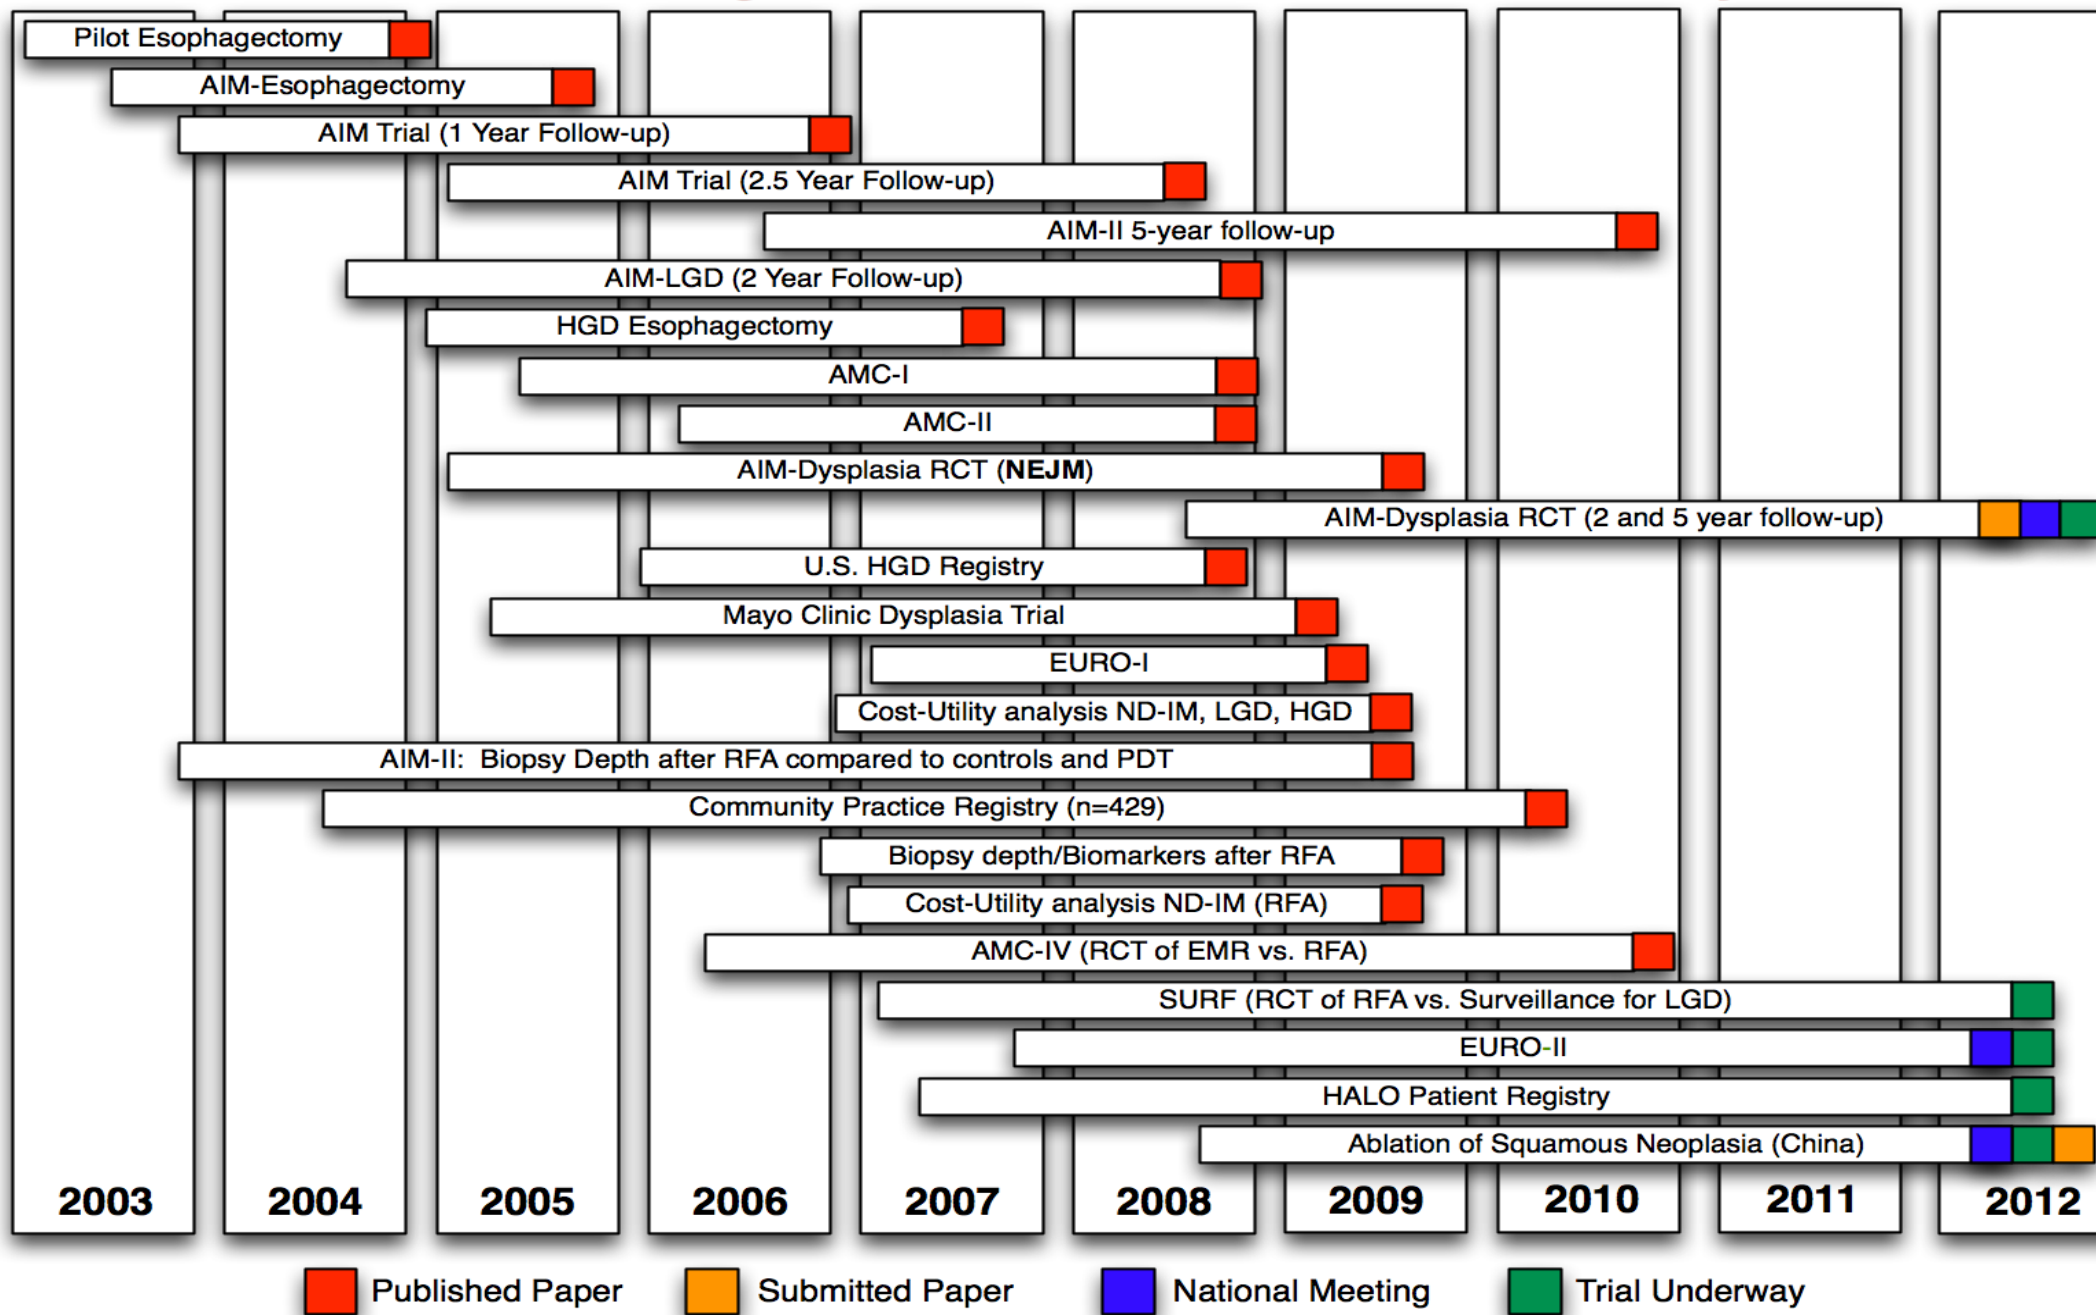 Pilot Esophagectomy
AIM-Esophagectomy
AIM Trial (1 Year Follow-up)
AIM Trial (2.5 Year Follow-up)
AIM-II 5-year follow-up
AIM-LGD (2 Year Follow-up)
HGD Esophagectomy
AMC-I
AMC-II
AIM-Dysplasia RCT (NEJM)
AIM-Dysplasia RCT (2 and 5 year follow-up)
U.S. HGD Registry
Mayo Clinic Dysplasia Trial
EURO-I
Cost-Utility analysis ND-IM, LGD, HGD
AIM-II: Biopsy Depth after RFA compared to controls and PDT
Community Practice Registry (n=429)
Biopsy depth/Biomarkers after RFA
Cost-Utility analysis ND-IM (RFA)
AMC-IV (RCT of EMR vs. RFA)
SURF (RCT of RFA vs. Surveillance for LGD)
EURO-II
HALO Patient Registry
Ablation of Squamous Neoplasia (China)
2003 2004 2005 2006 2007 2008 2009 2010 2011 2012
Published Paper Submitted Paper National Meeting Trial Underway